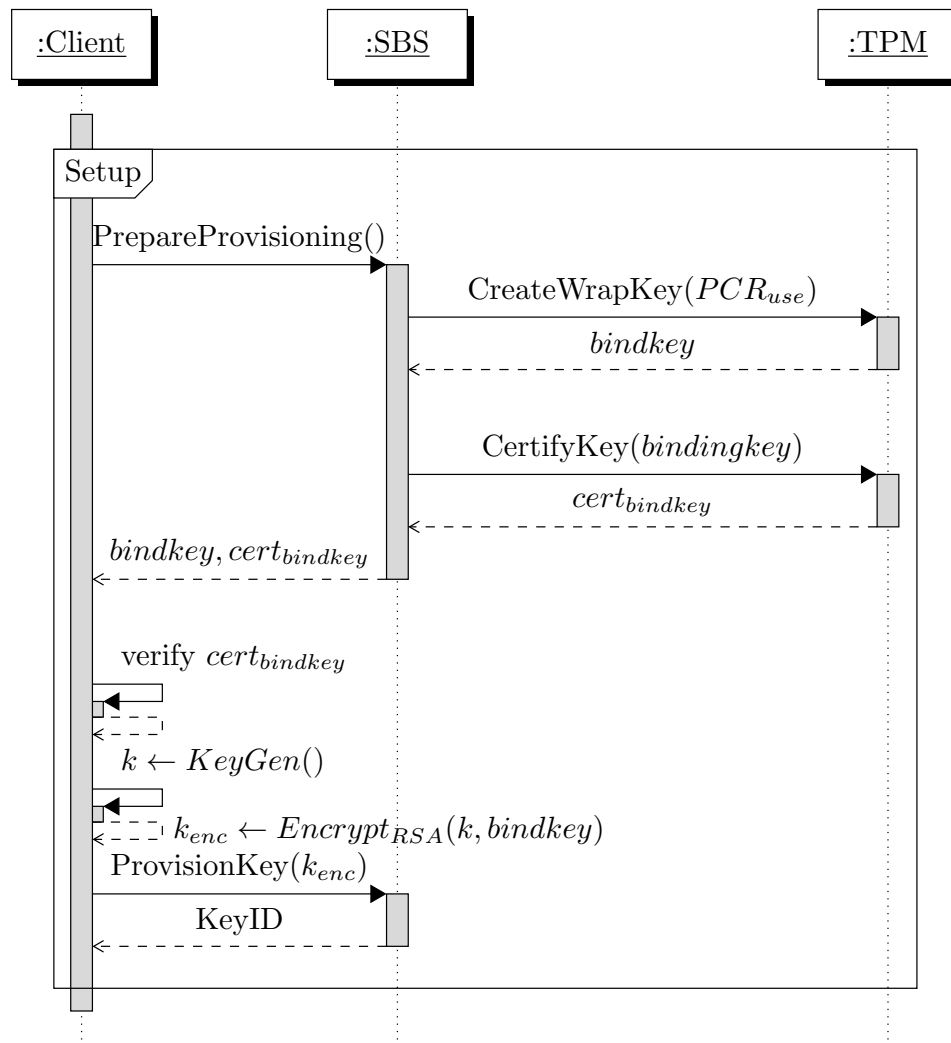 :Client :SBS :TPM
Setup
PrepareProvisioning()
CreateWrapKey(PCR_use)
bindkey
CertifyKey(bindingkey)
cert_bindkey
bindkey, cert_bindkey
verify cert_bindkey
k ← KeyGen()
k_enc ← Encrypt_RSA(k, bindkey)
ProvisionKey(k_enc)
KeyID